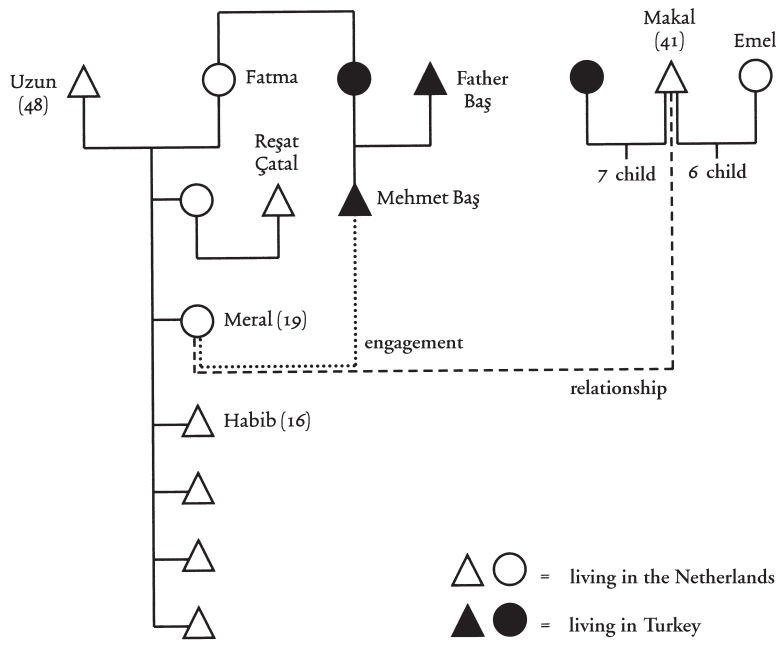 Makal
(41)
Emel
Uzun
(48)
Fatma
Father
Baş
Reşat
Çatal
7 child
6 child
Mehmet Baş
Meral (19)
engagement
relationship
Habib (16)
= living in the Netherlands
= living in Turkey